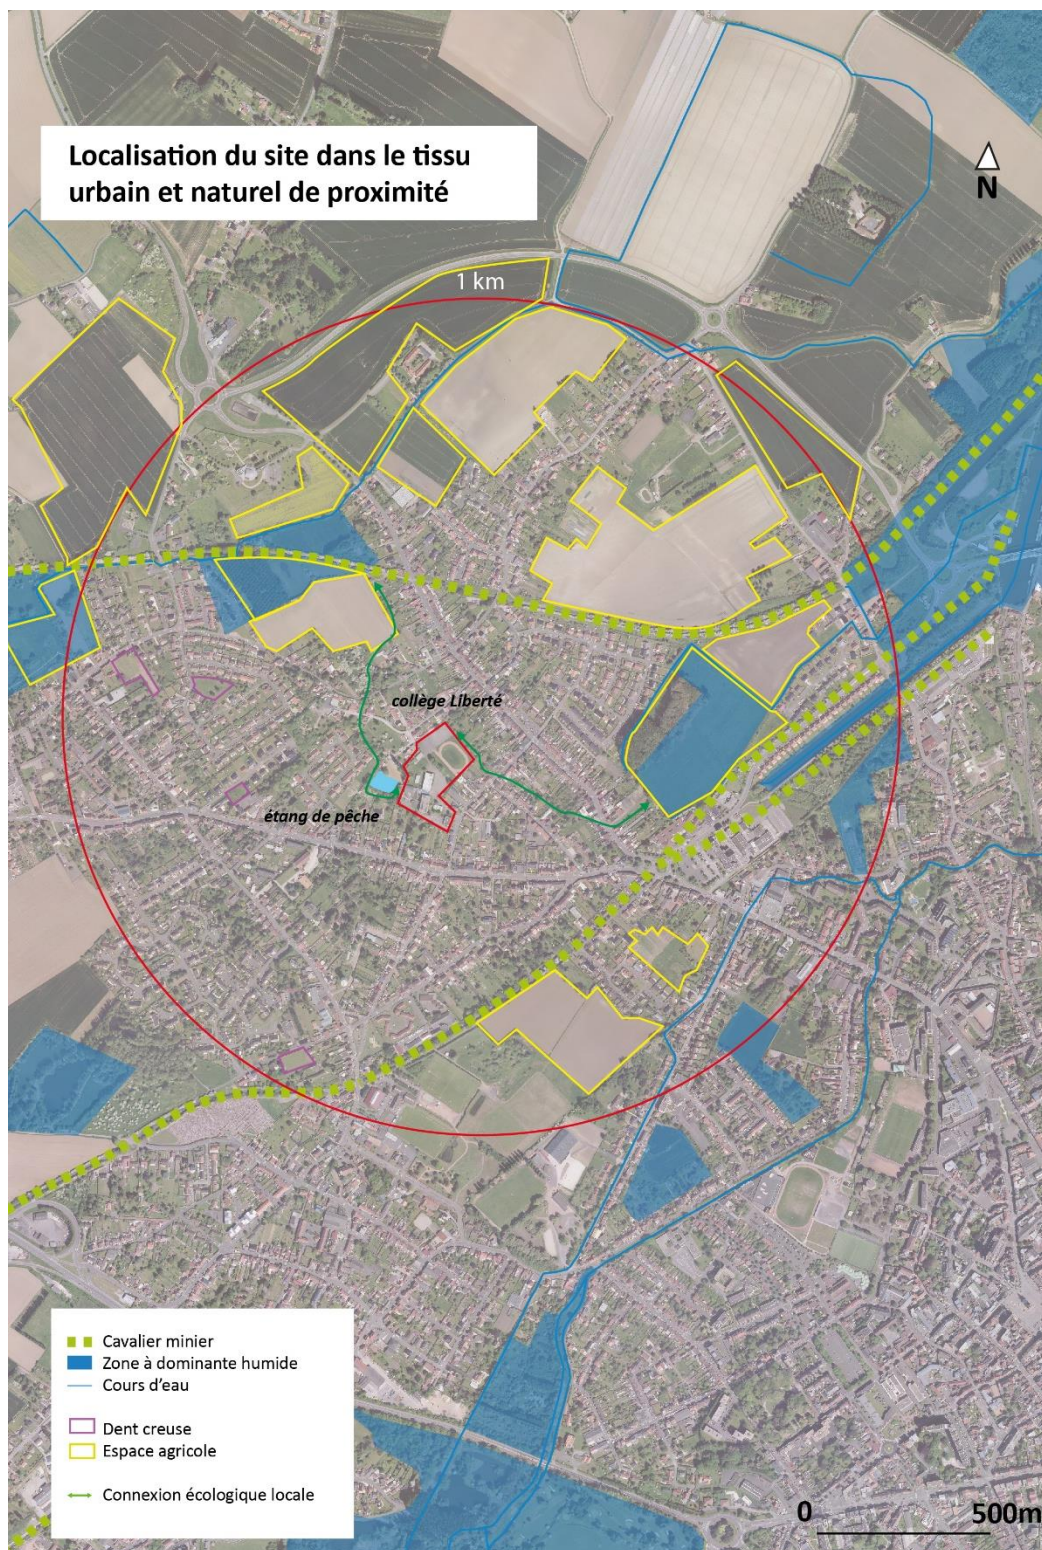 Localisation du site dans le tissu
urbain et naturel de proximité
N
1 km
collège Liberté
étang de pêche
Cavalier minier
Zone à dominante humide
Cours d'eau
Dent creuse
Espace agricole
Connexion écologique locale
0 500m